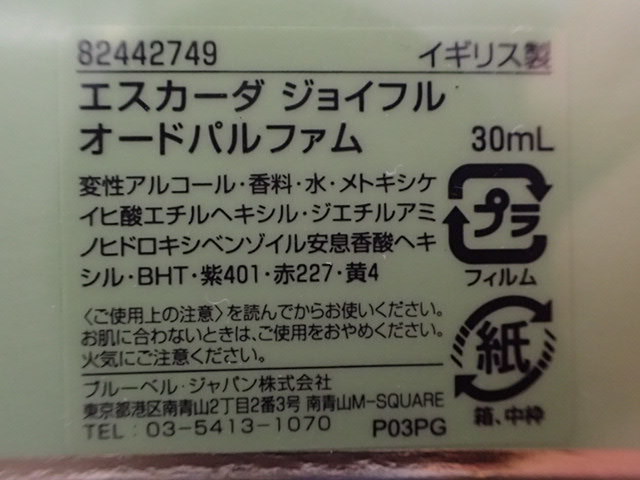 82442749 イギリス製
エスカーダ ジョイフル
オードパルファム 30mL
変性アルコール・香料・水・メトキシケ
イヒ酸エチルヘキシル・ジエチルアミ
ノヒドロキシベンゾイル安息香酸ヘキ
シル・BHT・紫401・赤227・黄4
プラ
フィルム
〈ご使用上の注意〉を読んでからお使いください。
お肌に合わないときは、ご使用をおやめください。
火気にご注意ください。
紙
箱、中枠
ブルーベル・ジャパン株式会社
東京都港区南青山2丁目2番3号 南青山M-SQUARE
TEL : 03-5413-1070 P03PG